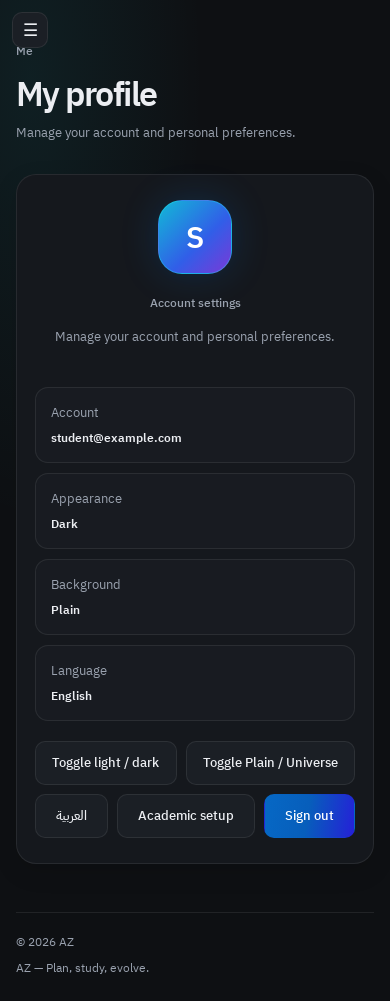 ☰
Me
My profile
Manage your account and personal preferences.
S
Account settings
Manage your account and personal preferences.
Account
student@example.com
Appearance
Dark
Background
Plain
Language
English
Toggle light / dark
Toggle Plain / Universe
العربية
Academic setup
Sign out
© 2026 AZ
AZ — Plan, study, evolve.